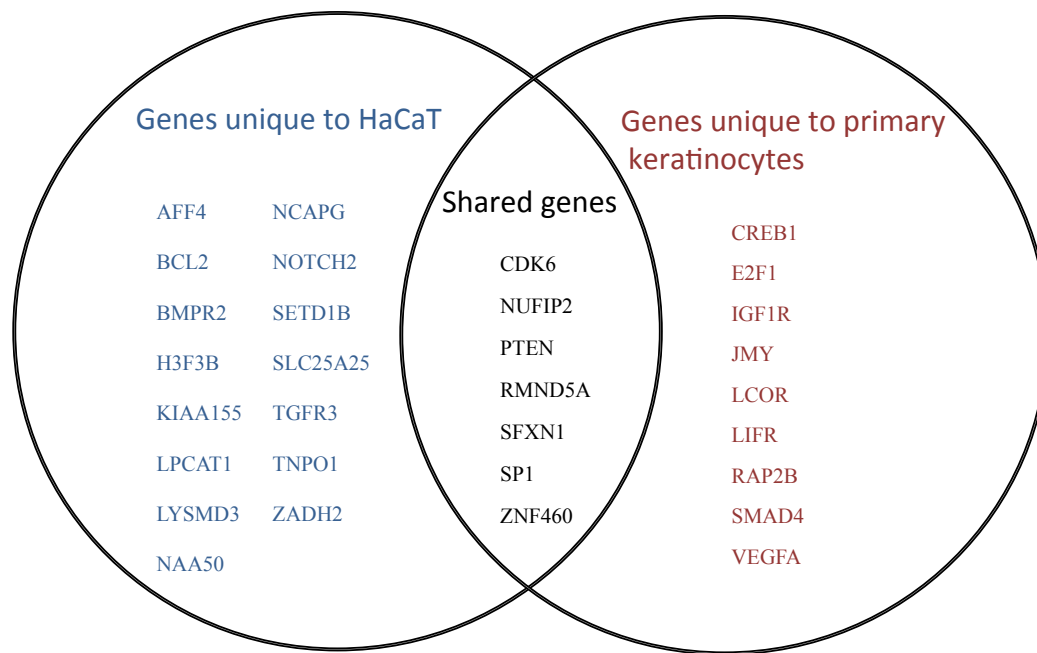 Genes unique to HaCaT
AFF4
BCL2
BMPR2
H3F3B
KIAA155
LPCAT1
LYSMD3
NAA50
NCAPG
NOTCH2
SETD1B
SLC25A25
TGFR3
TNPO1
ZADH2
Shared genes
CDK6
NUFIP2
PTEN
RMND5A
SFXN1
SP1
ZNF460
Genes unique to primary
keratinocytes
CREB1
E2F1
IGF1R
JMY
LCOR
LIFR
RAP2B
SMAD4
VEGFA